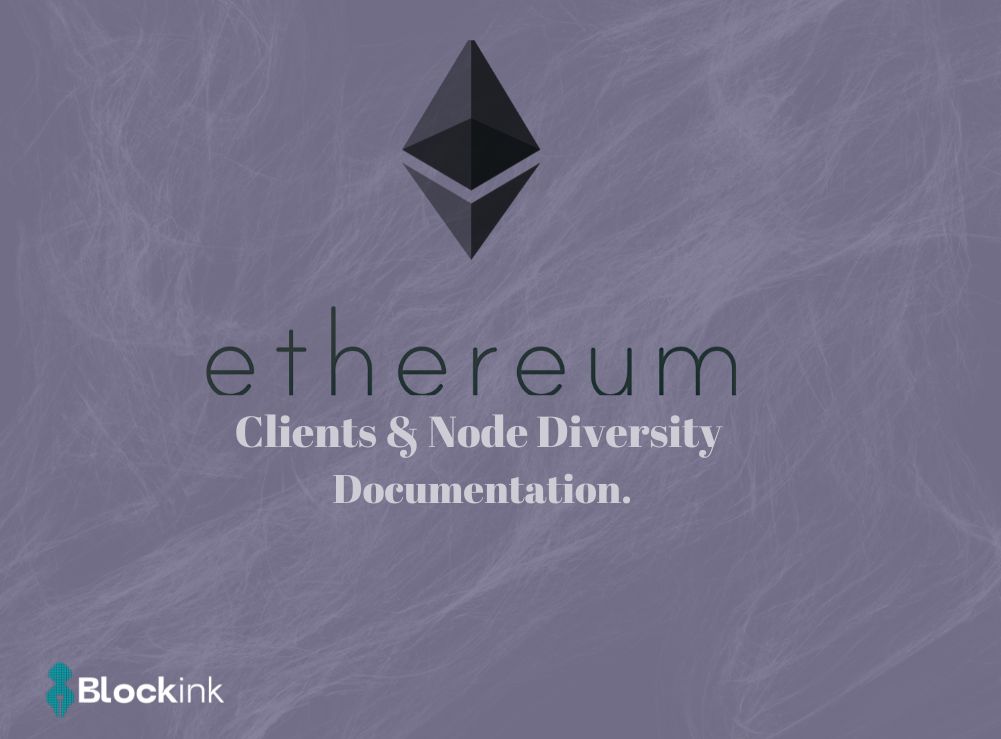 ethereum
Clients & Node Diversity
Documentation.
Blockink